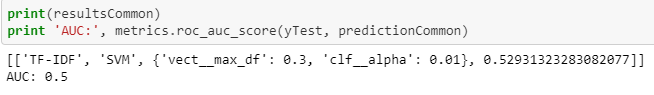 print(resultsCommon)
print 'AUC:', metrics.roc_auc_score(yTest, predictionCommon)
[['TF-IDF', 'SVM', {'vect__max_df': 0.3, 'clf__alpha': 0.01}, 0.52931323283082077]]
AUC: 0.5